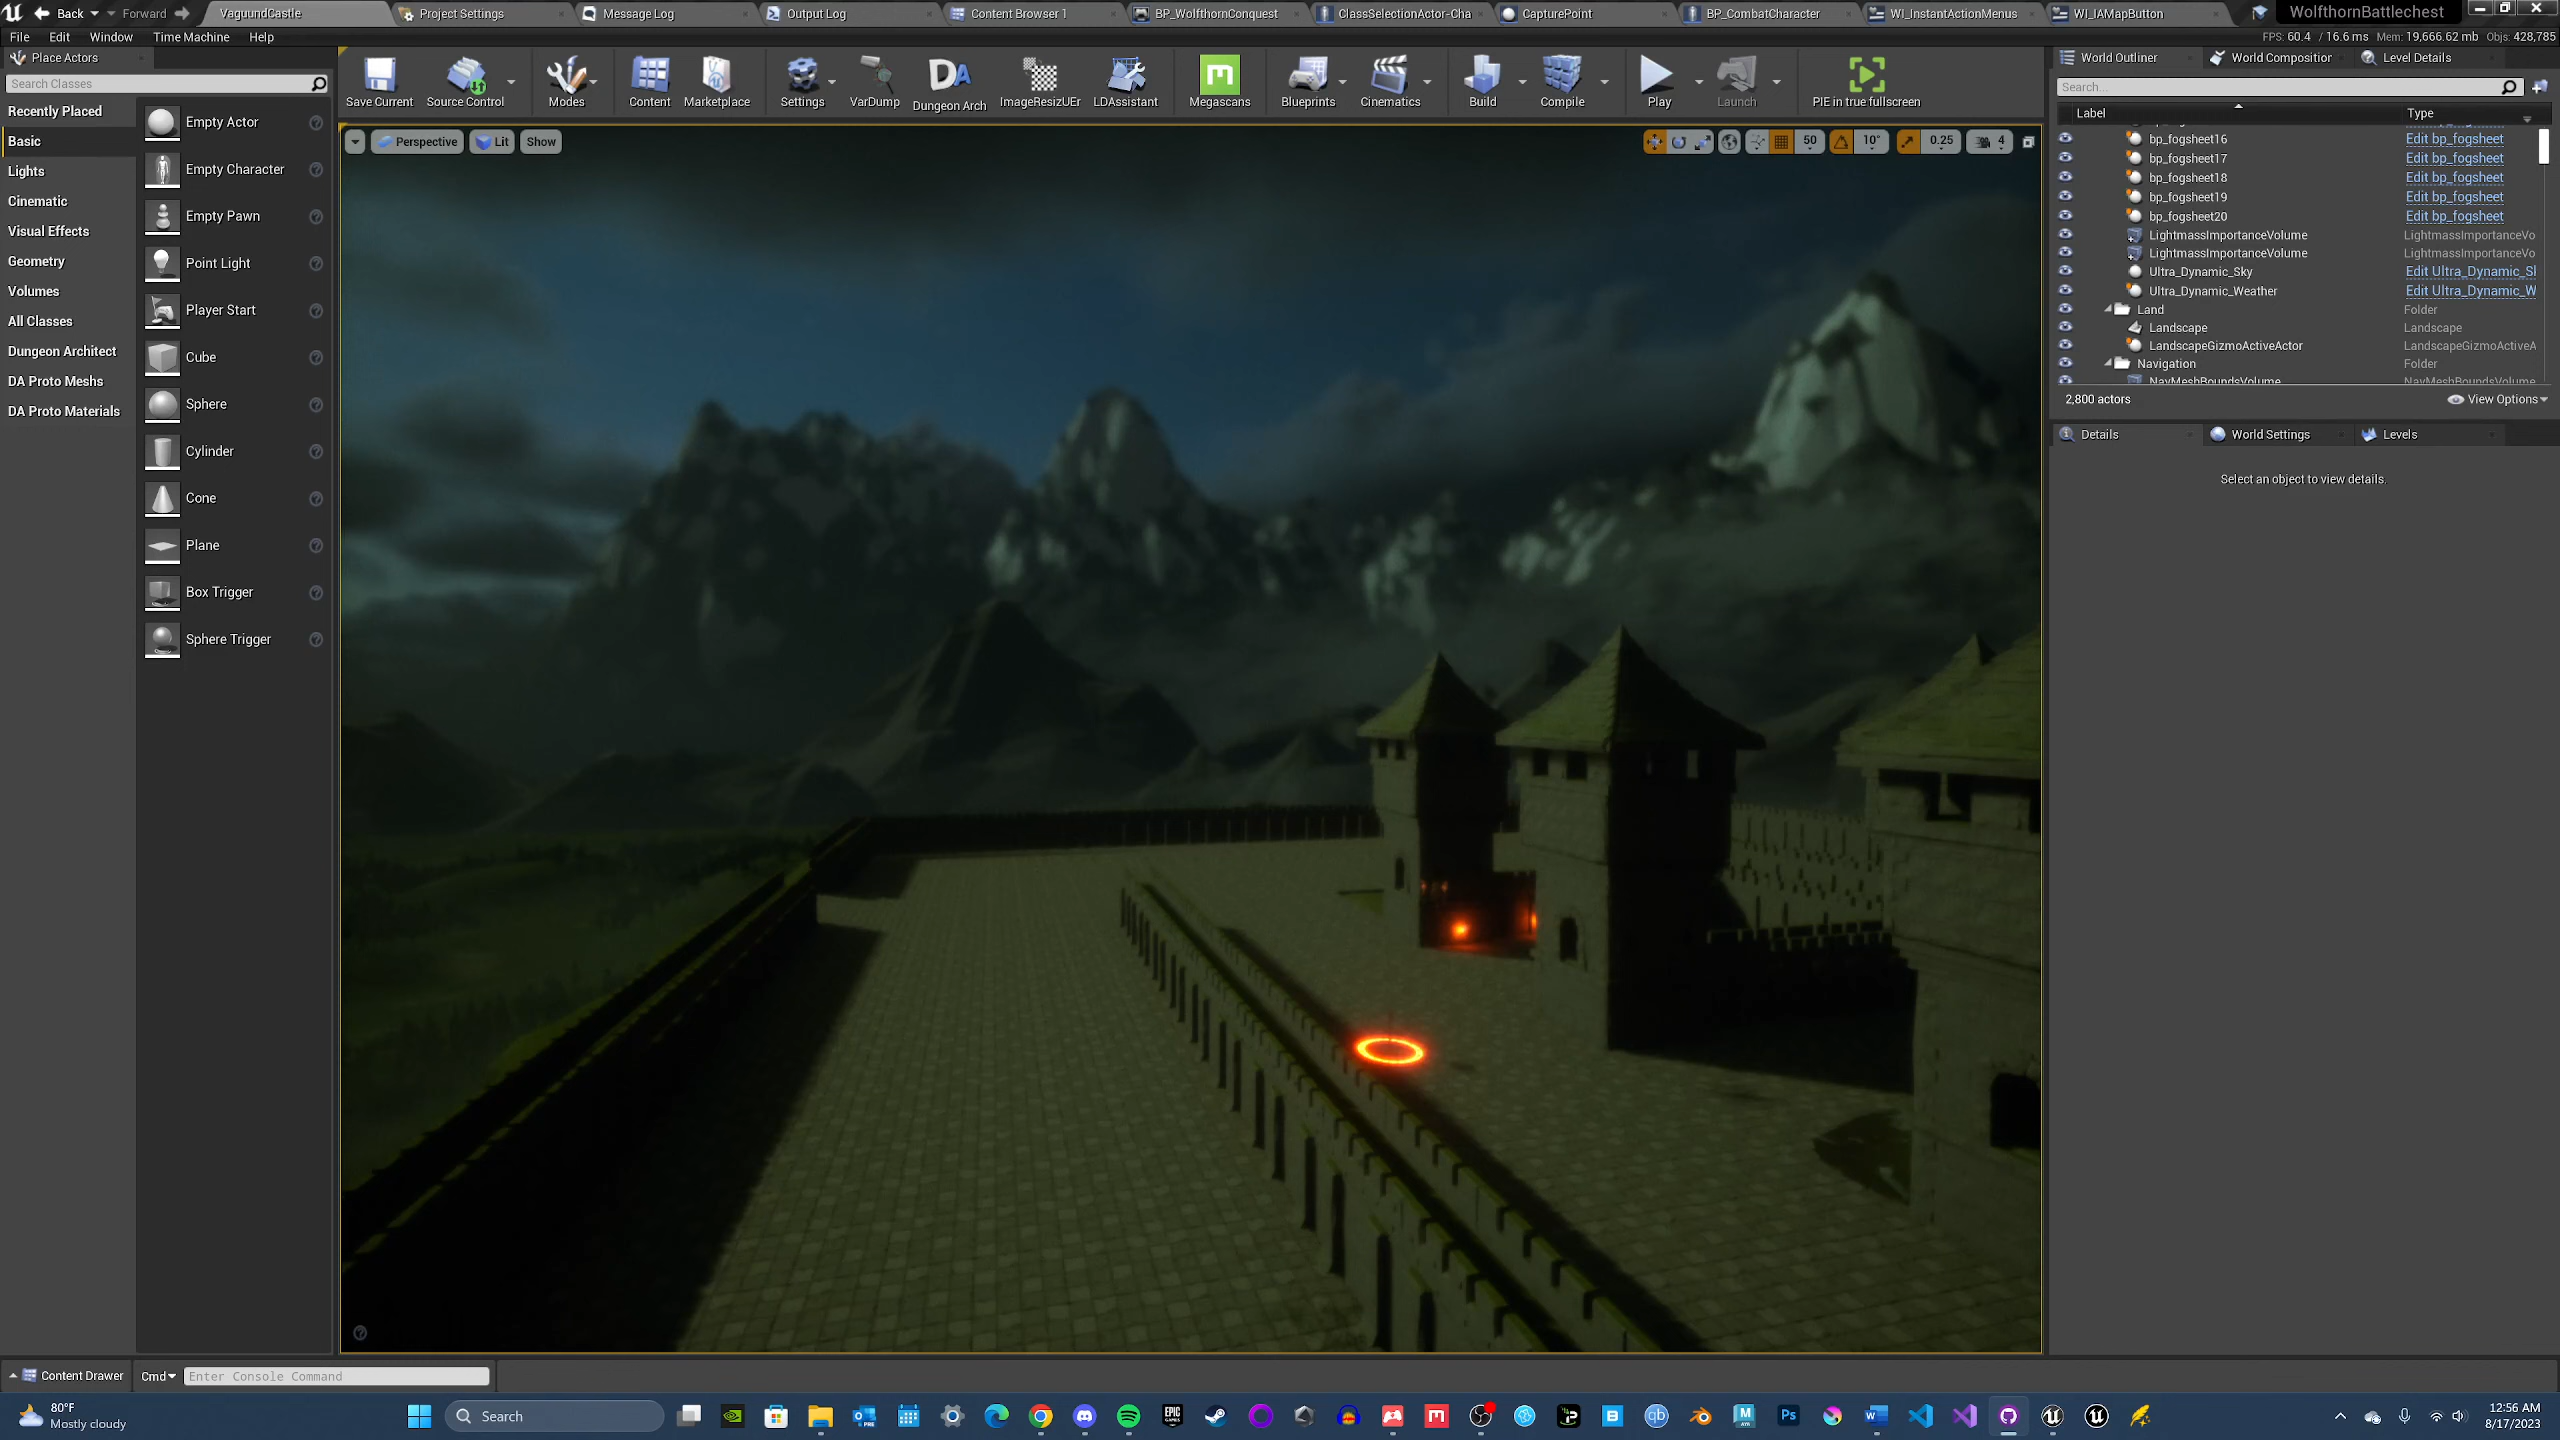 Back Forward VaguundCastle Project Settings Message Log Output Log Content Browser 1 BP_WolfthornConquest ClassSelectionActor-Cha CapturePoint BP_CombatCharacter WI_InstantActionMenus WI_IAMapButton WolfthornBattlechest
File Edit Window Time Machine Help
FPS: 60.4 / 16.6 ms Mem: 19,666.62 mb Objs: 428,785
Place Actors
Search Classes
Recently Placed
Basic
Lights
Cinematic
Visual Effects
Geometry
Volumes
All Classes
Dungeon Architect
DA Proto Meshs
DA Proto Materials
Empty Actor
Empty Character
Empty Pawn
Point Light
Player Start
Cube
Sphere
Cylinder
Cone
Plane
Box Trigger
Sphere Trigger
Save Current Source Control Modes Content Marketplace Settings VarDump Dungeon Arch ImageResizUEr LDAssistant Megascans Blueprints Cinematics Build Compile Play Launch PIE in true fullscreen
Perspective Lit Show
50 10° 0.25 4
World Outliner World Composition Level Details
Search...
Label Type
bp_fogsheet16 Edit bp_fogsheet
bp_fogsheet17 Edit bp_fogsheet
bp_fogsheet18 Edit bp_fogsheet
bp_fogsheet19 Edit bp_fogsheet
bp_fogsheet20 Edit bp_fogsheet
LightmassImportanceVolume LightmassImportanceVo
LightmassImportanceVolume LightmassImportanceVo
Ultra_Dynamic_Sky Edit Ultra_Dynamic_Sk
Ultra_Dynamic_Weather Edit Ultra_Dynamic_W
Land Folder
Landscape Landscape
LandscapeGizmoActiveActor LandscapeGizmoActiveA
Navigation Folder
NavMeshBoundsVolume NavMeshBoundsVolume
2,800 actors View Options
Details World Settings Levels
Select an object to view details.
Content Drawer Cmd Enter Console Command
80°F
Mostly cloudy
Search
12:56 AM
8/17/2023